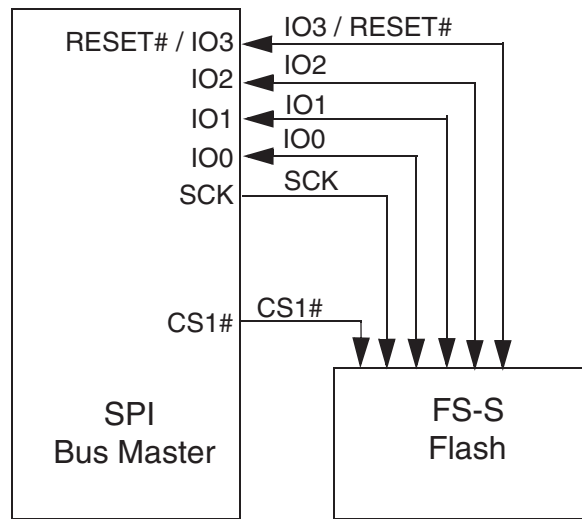 RESET# / IO3
IO3 / RESET#
IO2
IO2
IO1
IO1
IO0
IO0
SCK
SCK
CS1#
CS1#
SPI
Bus Master
FS-S
Flash